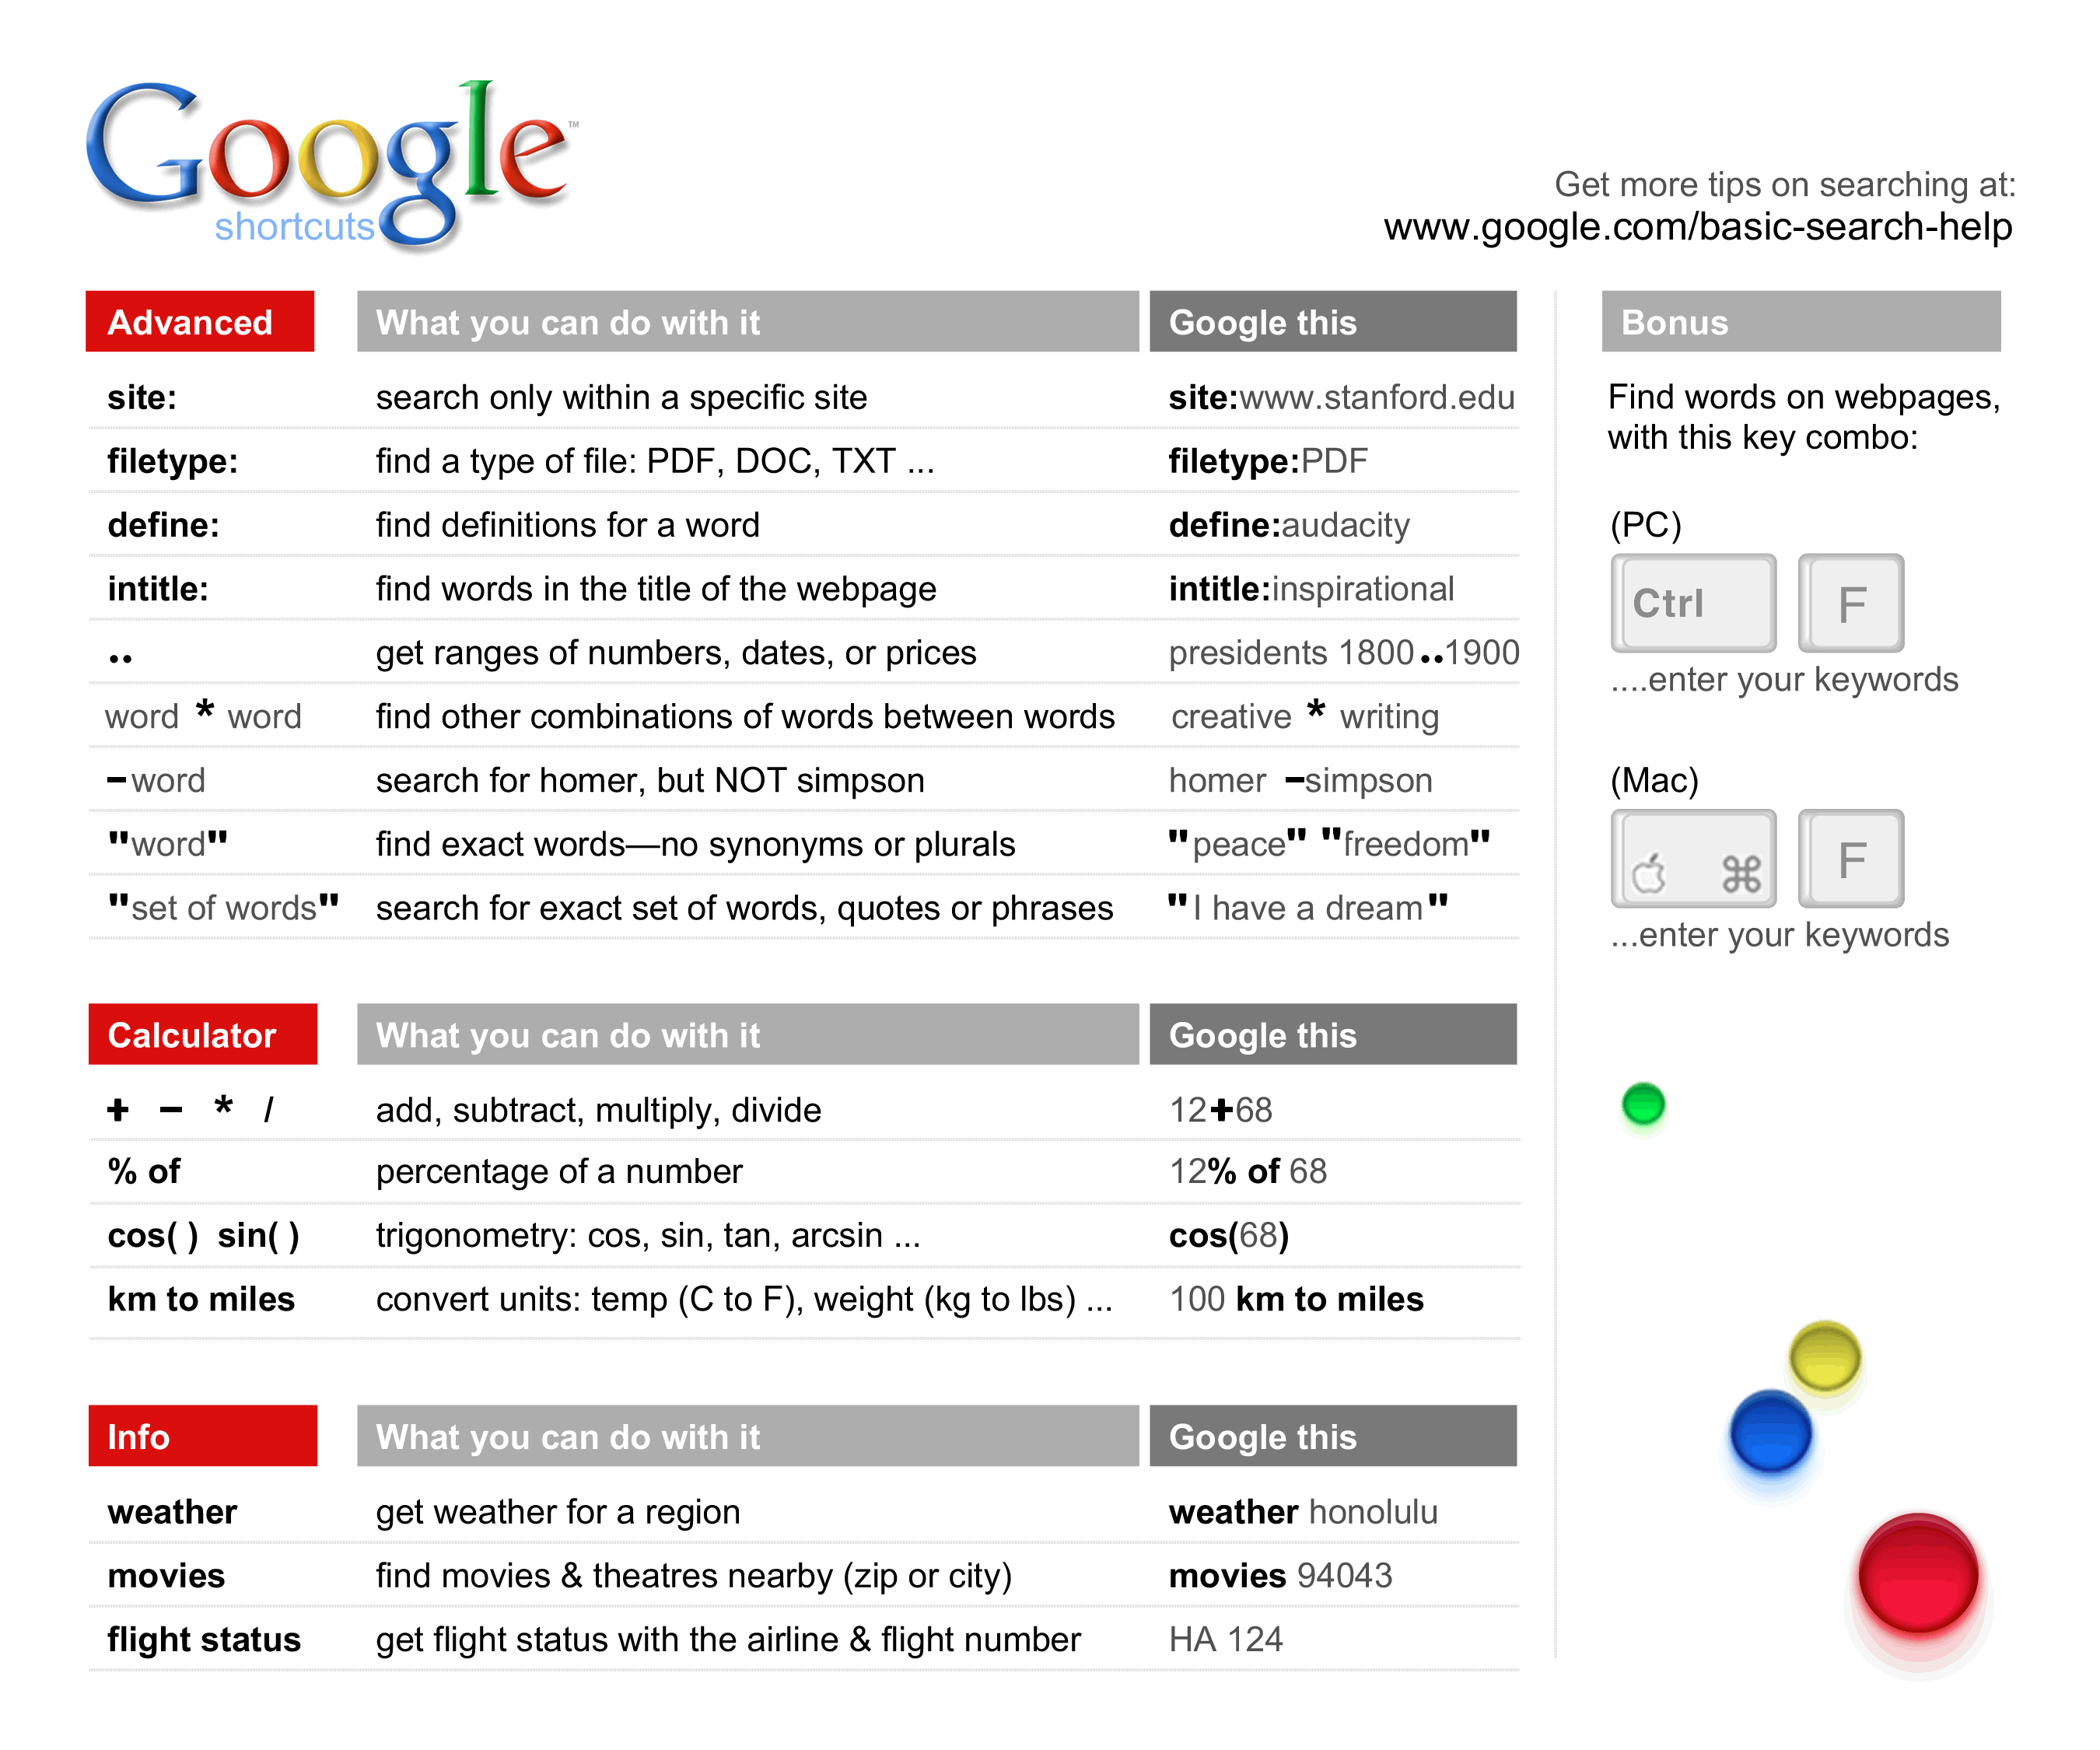 Google™
shortcuts
Get more tips on searching at:
www.google.com/basic-search-help
Advanced What you can do with it Google this
site: search only within a specific site site:www.stanford.edu
filetype: find a type of file: PDF, DOC, TXT ... filetype:PDF
define: find definitions for a word define:audacity
intitle: find words in the title of the webpage intitle:inspirational
.. get ranges of numbers, dates, or prices presidents 1800..1900
word * word find other combinations of words between words creative * writing
–word search for homer, but NOT simpson homer –simpson
"word" find exact words—no synonyms or plurals "peace" "freedom"
"set of words" search for exact set of words, quotes or phrases "I have a dream"
Calculator What you can do with it Google this
+ – * / add, subtract, multiply, divide 12+68
% of percentage of a number 12% of 68
cos( ) sin( ) trigonometry: cos, sin, tan, arcsin ... cos(68)
km to miles convert units: temp (C to F), weight (kg to lbs) ... 100 km to miles
Info What you can do with it Google this
weather get weather for a region weather honolulu
movies find movies & theatres nearby (zip or city) movies 94043
flight status get flight status with the airline & flight number HA 124
Bonus
Find words on webpages,
with this key combo:
(PC)
Ctrl F
....enter your keywords
(Mac)
⌘ F
...enter your keywords